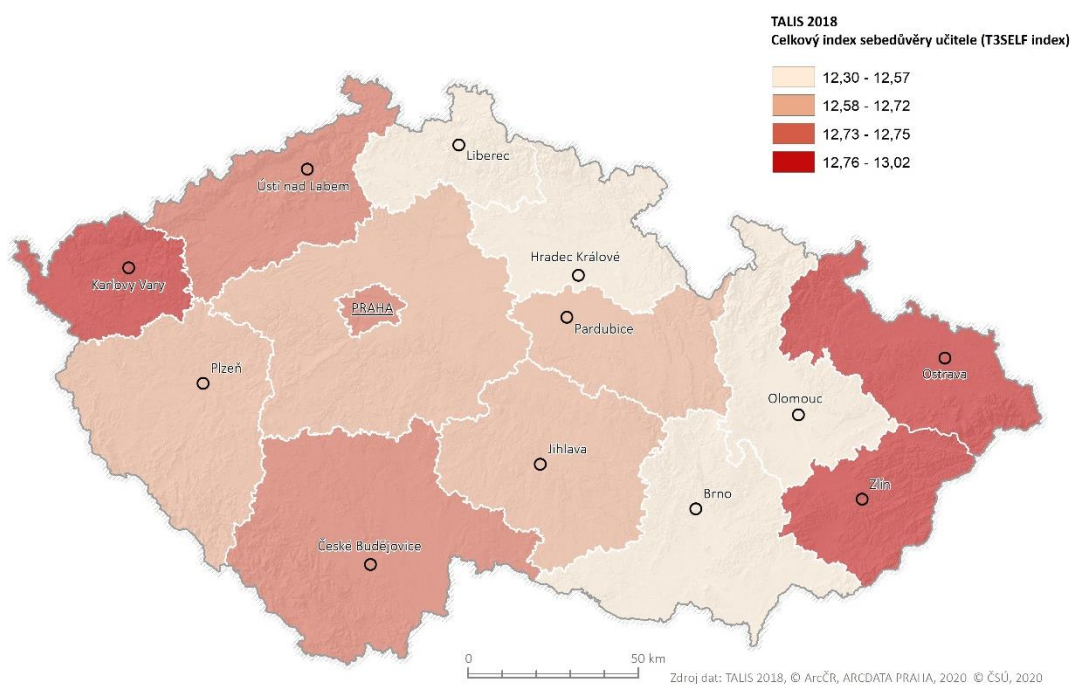 TALIS 2018
Celkový index sebedůvěry učitele (T3SELF index)
12,30 - 12,57
12,58 - 12,72
12,73 - 12,75
12,76 - 13,02
Liberec
Ústí nad Labem
Hradec Králové
Karlovy Vary
PRAHA
Pardubice
Plzeň
Ostrava
Olomouc
Jihlava
Zlín
Brno
České Budějovice
0 50 km
Zdroj dat: TALIS 2018, © ArcČR, ARCDATA PRAHA, 2020 © ČSÚ, 2020